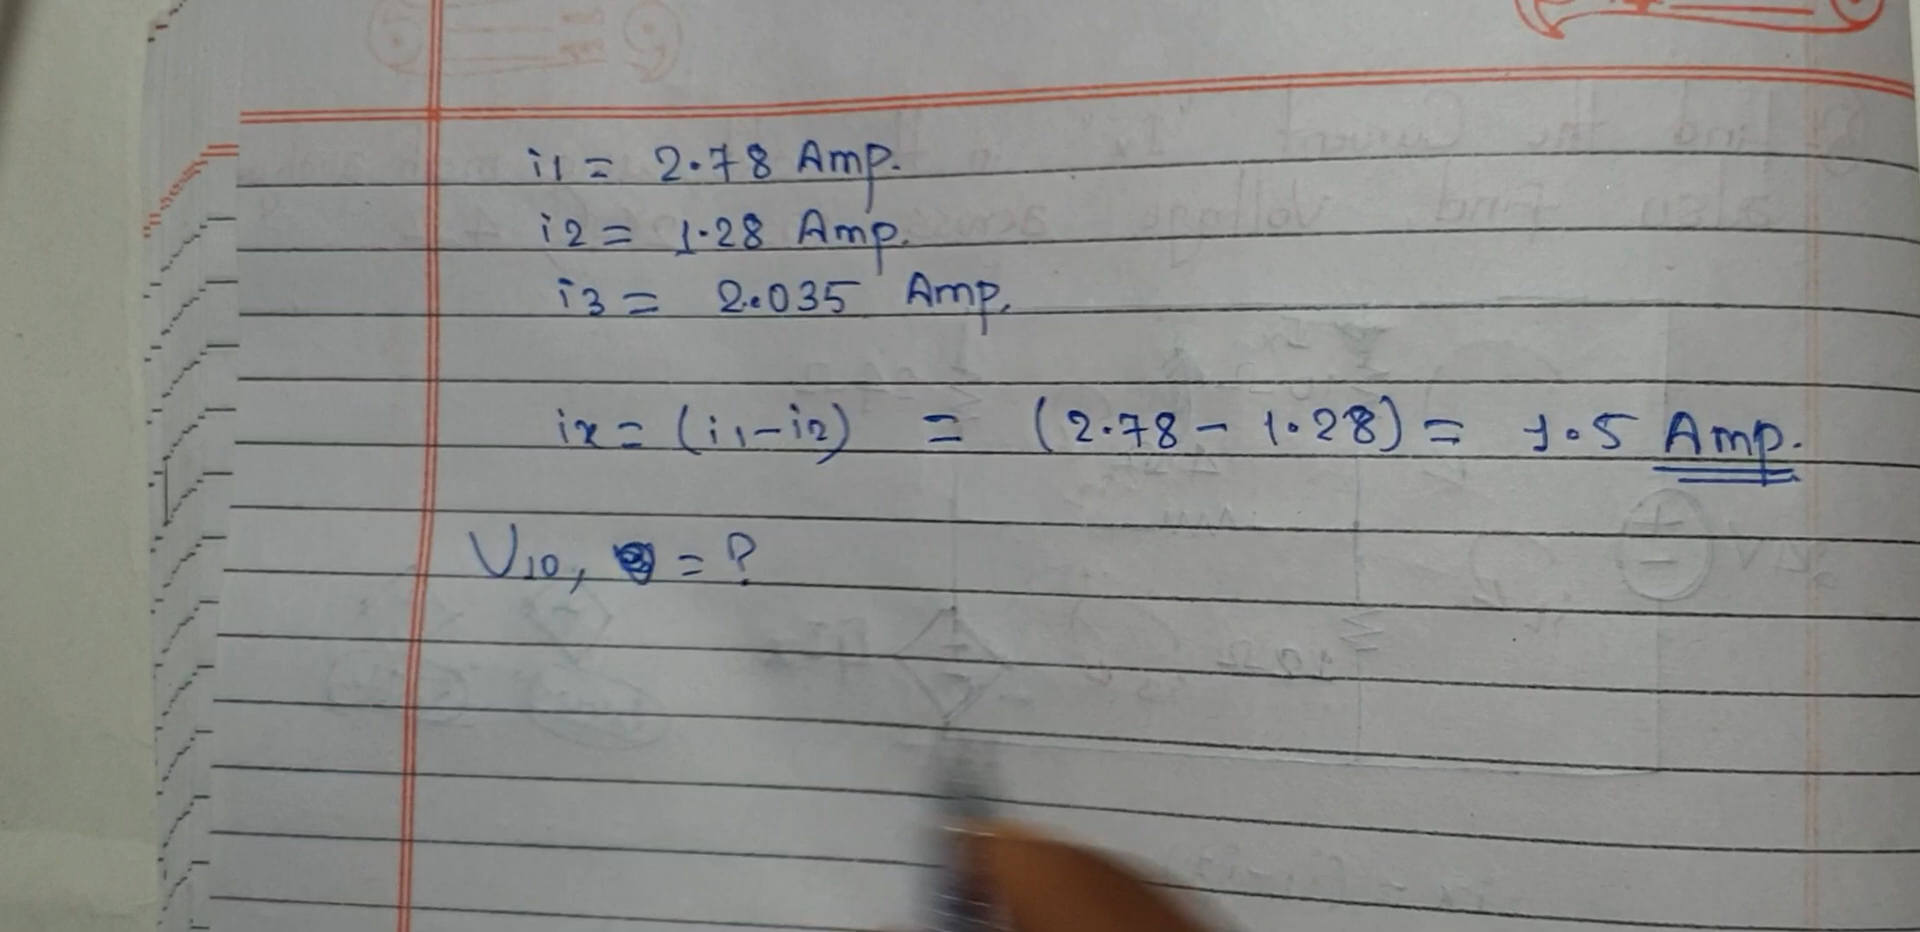 i1 = 2.78 Amp.
i2 = 1.28 Amp.
i3 = 2.035 Amp.
ix = (i1-i2) = (2.78 - 1.28) = 1.5 Amp.
V10, = ?